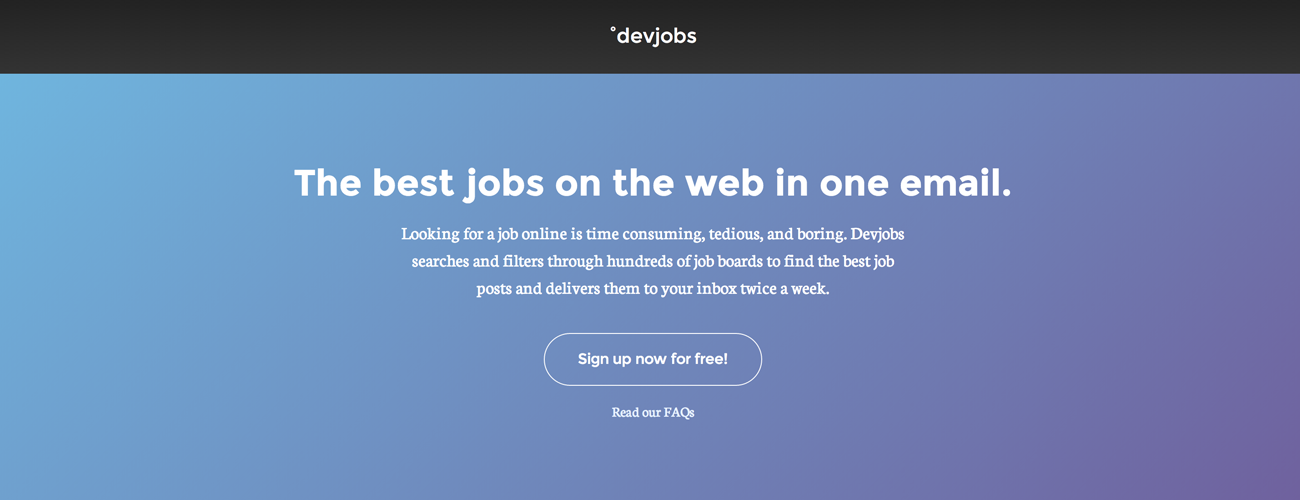 °devjobs
The best jobs on the web in one email.
Looking for a job online is time consuming, tedious, and boring. Devjobs
searches and filters through hundreds of job boards to find the best job
posts and delivers them to your inbox twice a week.
Sign up now for free!
Read our FAQs